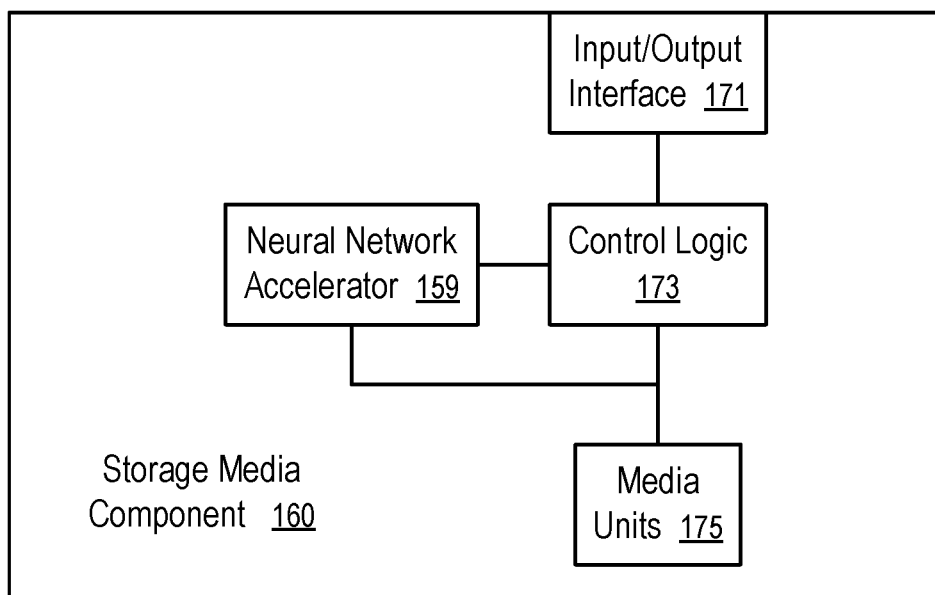 Input/Output
Interface 171
Neural Network
Accelerator 159
Control Logic
173
Storage Media
Component 160
Media
Units 175